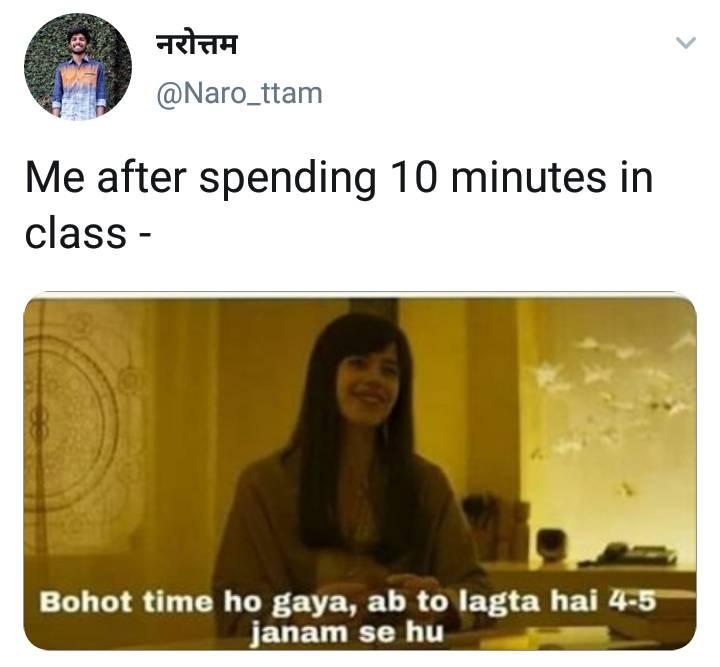 नरोत्तम
@Naro_ttam
Me after spending 10 minutes in
class -
Bohot time ho gaya, ab to lagta hai 4-5
janam se hu